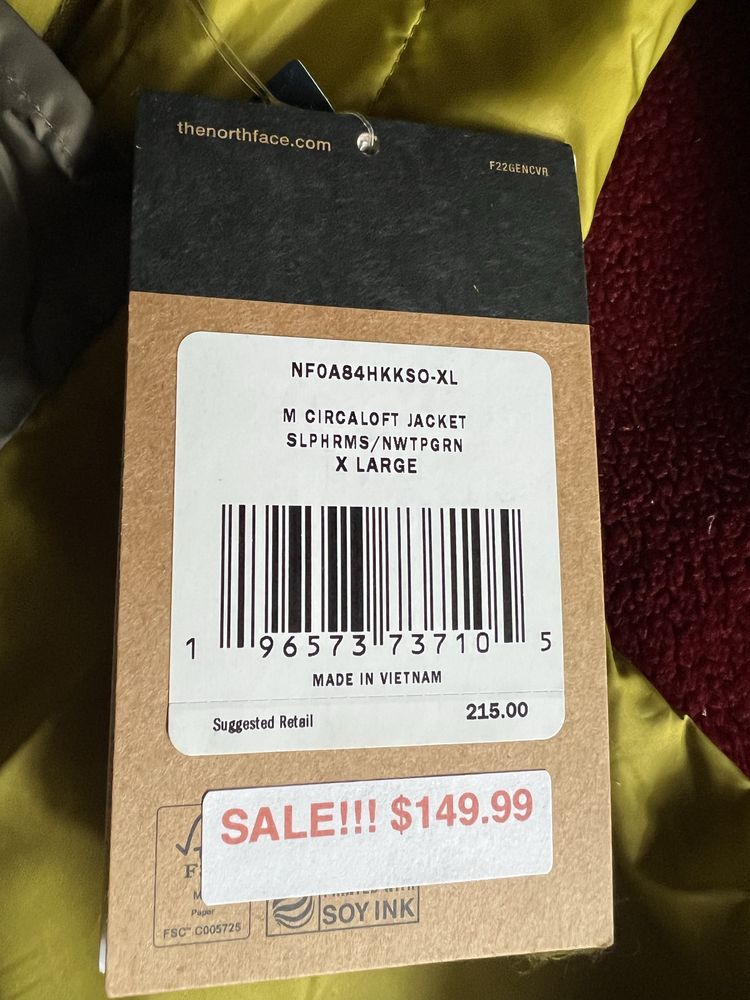 thenorthface.com
F22GENCVR
NF0A84HKKSO-XL
M CIRCALOFT JACKET
SLPHRMS/NWTPGRN
X LARGE
1 96573 73710 5
MADE IN VIETNAM
Suggested Retail 215.00
SALE!!! $149.99
Paper
FSC™ C005725
SOY INK